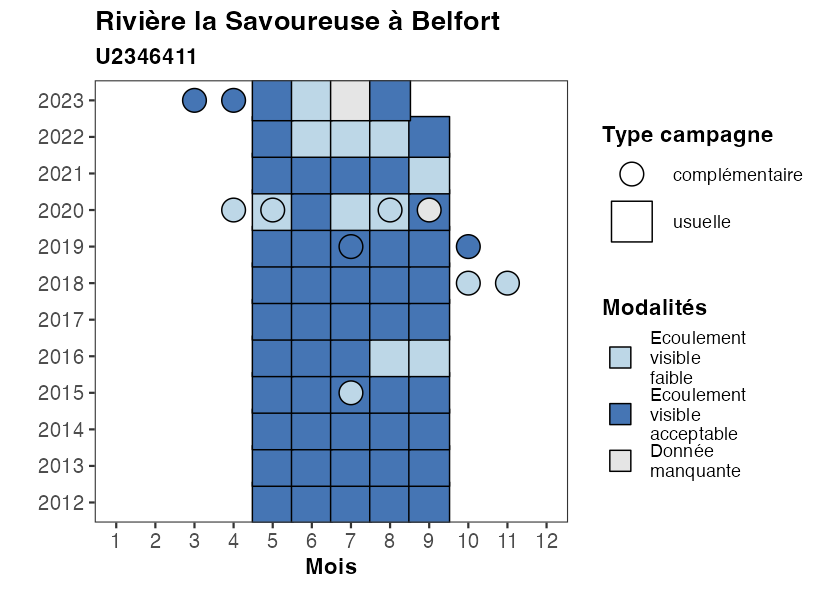 Rivière la Savoureuse à Belfort
U2346411
2023
2022
2021
2020
2019
2018
2017
2016
2015
2014
2013
2012
1 2 3 4 5 6 7 8 9 10 11 12
Mois
Type campagne
complémentaire
usuelle
Modalités
Ecoulement
visible
faible
Ecoulement
visible
acceptable
Donnée
manquante